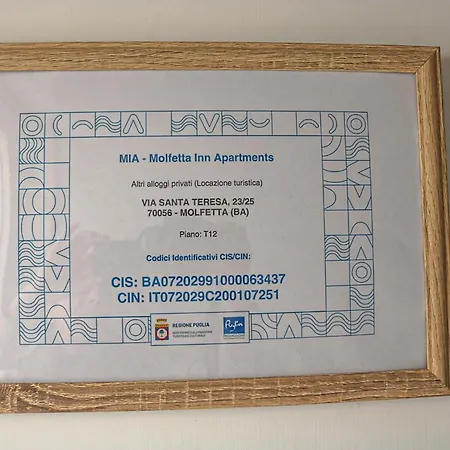 MIA - Molfetta Inn Apartments
Altri alloggi privati (Locazione turistica)
VIA SANTA TERESA, 23/25
70056 - MOLFETTA (BA)
Piano: T12
Codici Identificativi CIS/CIN:
CIS: BA07202991000063437
CIN: IT072029C200107251
REGIONE PUGLIA